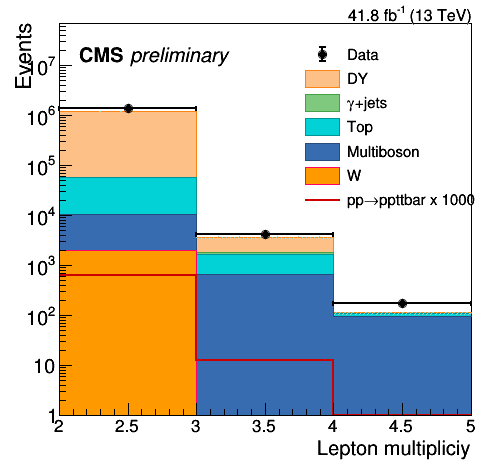 41.8 fb⁻¹ (13 TeV)
Events
CMS preliminary
Data
DY
γ+jets
Top
Multiboson
W
pp→ppttbar x 1000
10⁷
10⁶
10⁵
10⁴
10³
10²
10
1
2 2.5 3 3.5 4 4.5 5
Lepton multipliciy